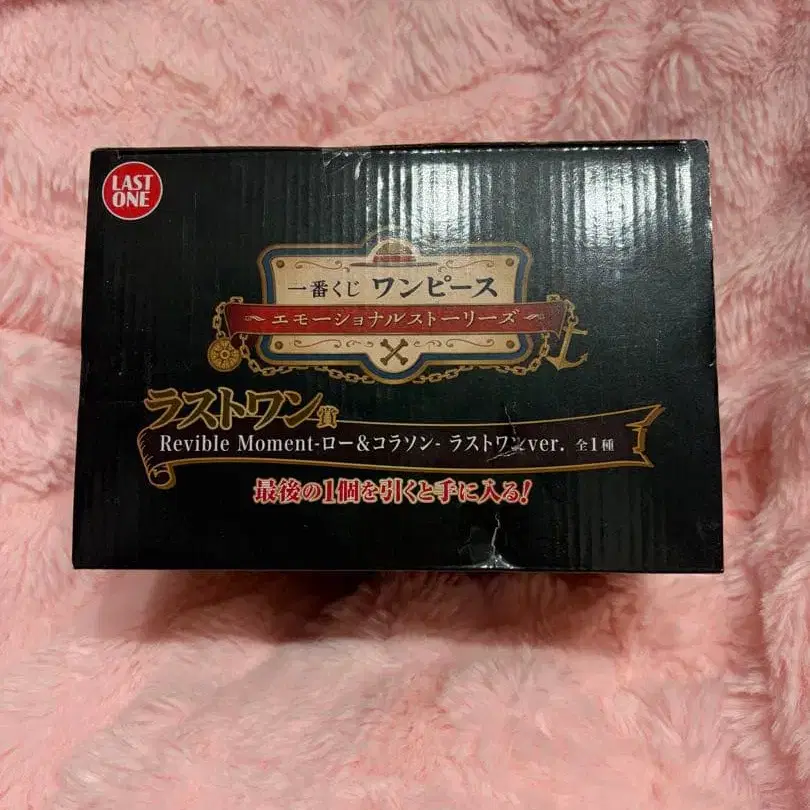 LAST
ONE
一番くじ ワンピース
～エモーショナルストーリーズ～
ラストワン賞
Revible Moment-ロー&コラソン- ラストワンver. 全1種
最後の1個を引くと手に入る!